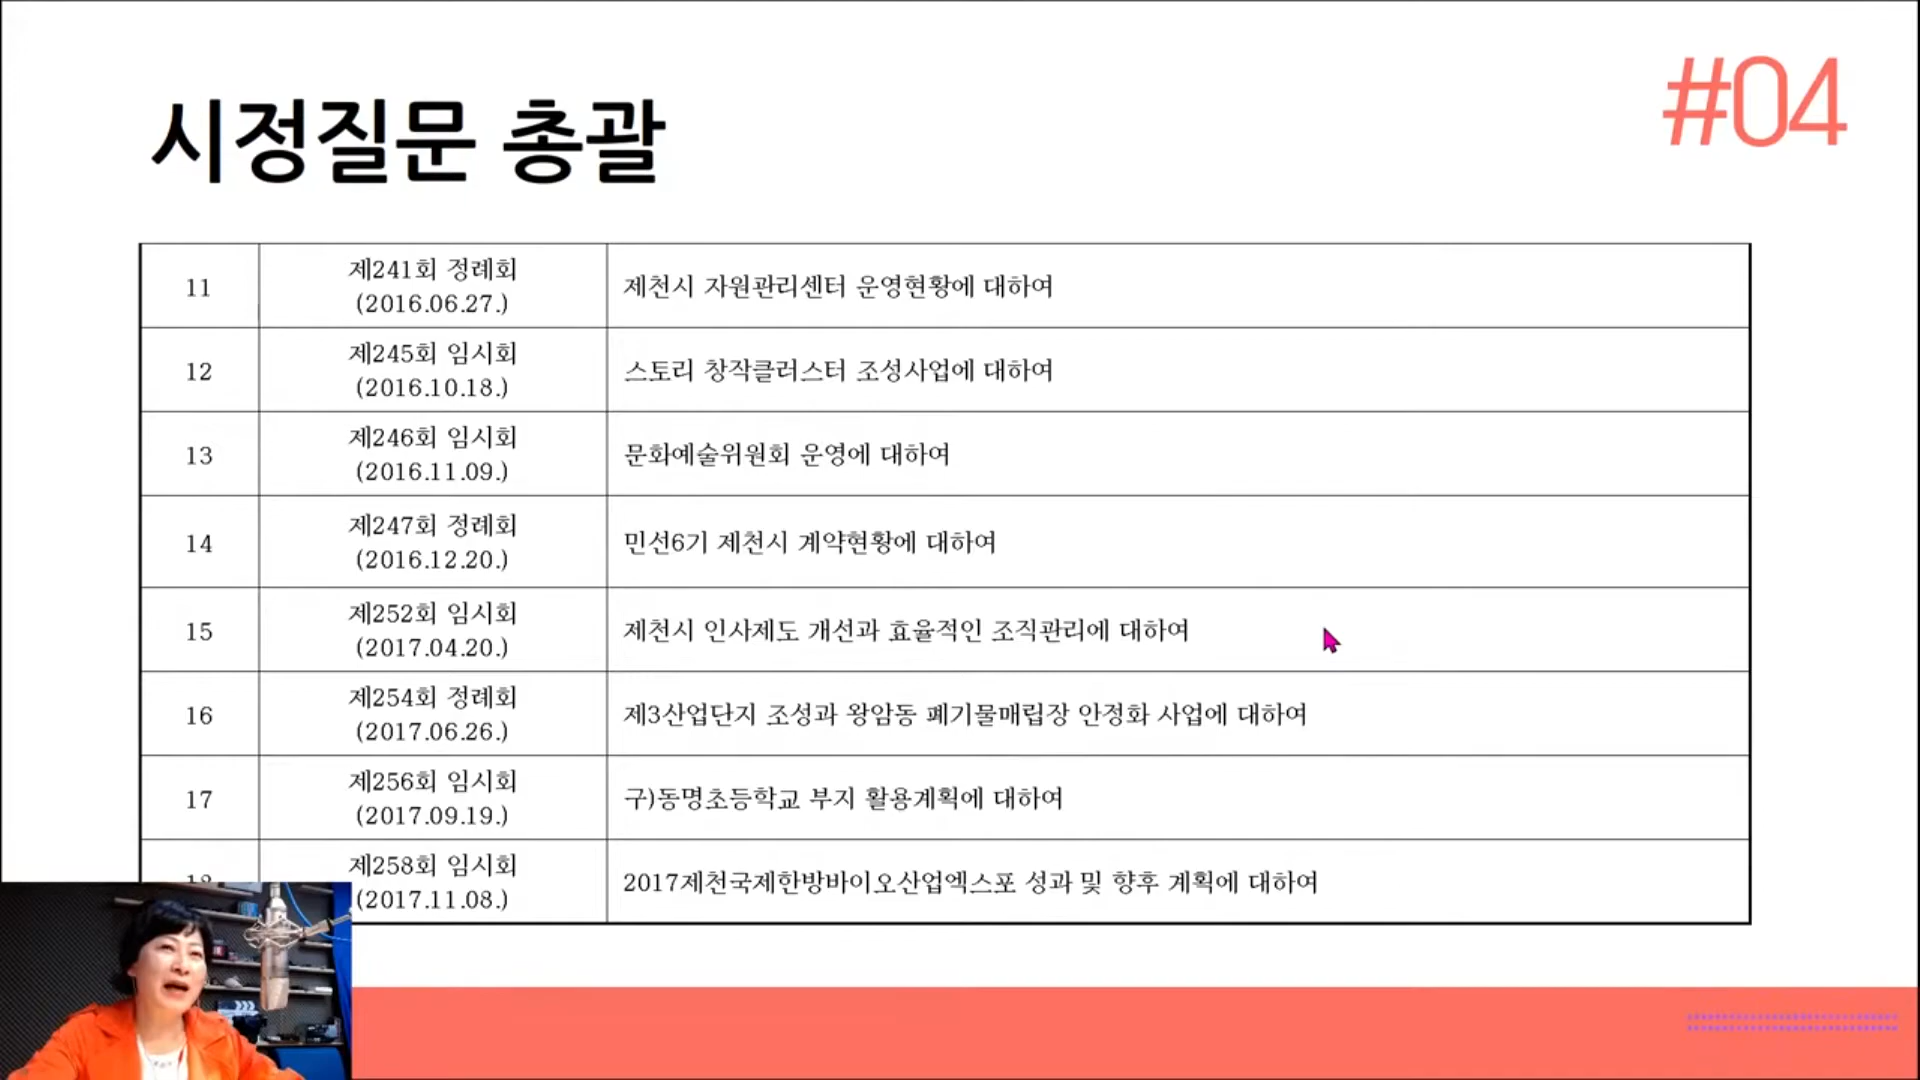 #04
시정질문 총괄
11
제241회 정례회
(2016.06.27.)
제천시 자원관리센터 운영현황에 대하여
12
제245회 임시회
(2016.10.18.)
스토리 창작클러스터 조성사업에 대하여
13
제246회 임시회
(2016.11.09.)
문화예술위원회 운영에 대하여
14
제247회 정례회
(2016.12.20.)
민선6기 제천시 계약현황에 대하여
15
제252회 임시회
(2017.04.20.)
제천시 인사제도 개선과 효율적인 조직관리에 대하여
16
제254회 정례회
(2017.06.26.)
제3산업단지 조성과 왕암동 폐기물매립장 안정화 사업에 대하여
17
제256회 임시회
(2017.09.19.)
구)동명초등학교 부지 활용계획에 대하여
제258회 임시회
(2017.11.08.)
2017제천국제한방바이오산업엑스포 성과 및 향후 계획에 대하여